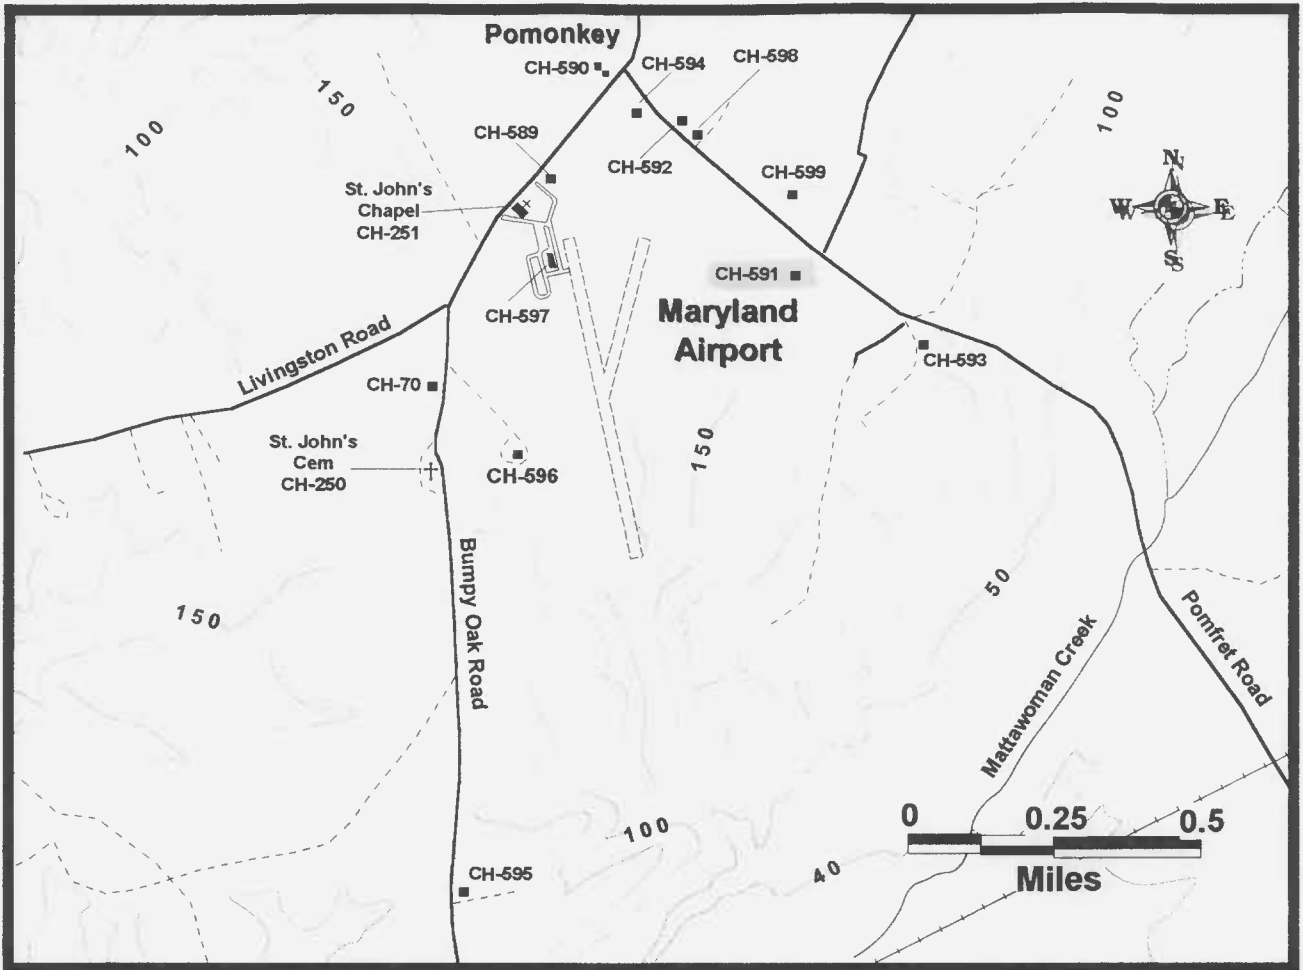 Pomonkey
CH-590
CH-594
CH-598
150
100
100
CH-589
CH-592
CH-599
N
N
W
W
E
E
S
S
St. John's
Chapel
CH-251
CH-591
CH-597
Maryland
Airport
Livingston Road
CH-593
CH-70
St. John's
Cem
CH-250
CH-596
150
Bumpy Oak Road
50
150
Pomfret Road
Mattawoman Creek
0 0.25 0.5
Miles
100
40
CH-595